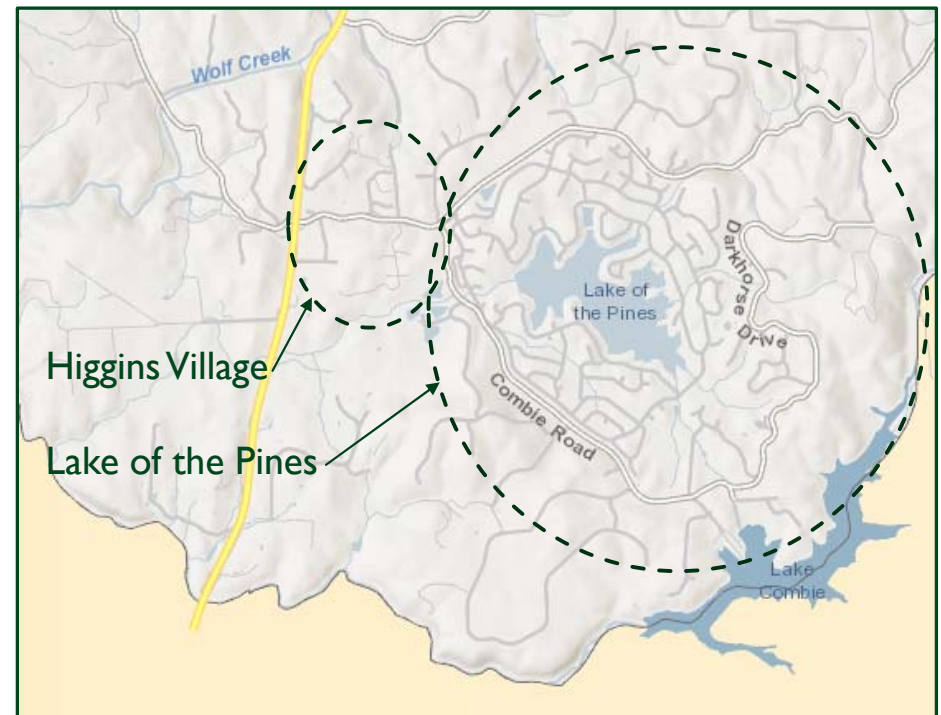 Wolf Creek
Lake of
the Pines
Darkhorse Drive
Higgins Village
Combie Road
Lake of the Pines
Lake
Combie